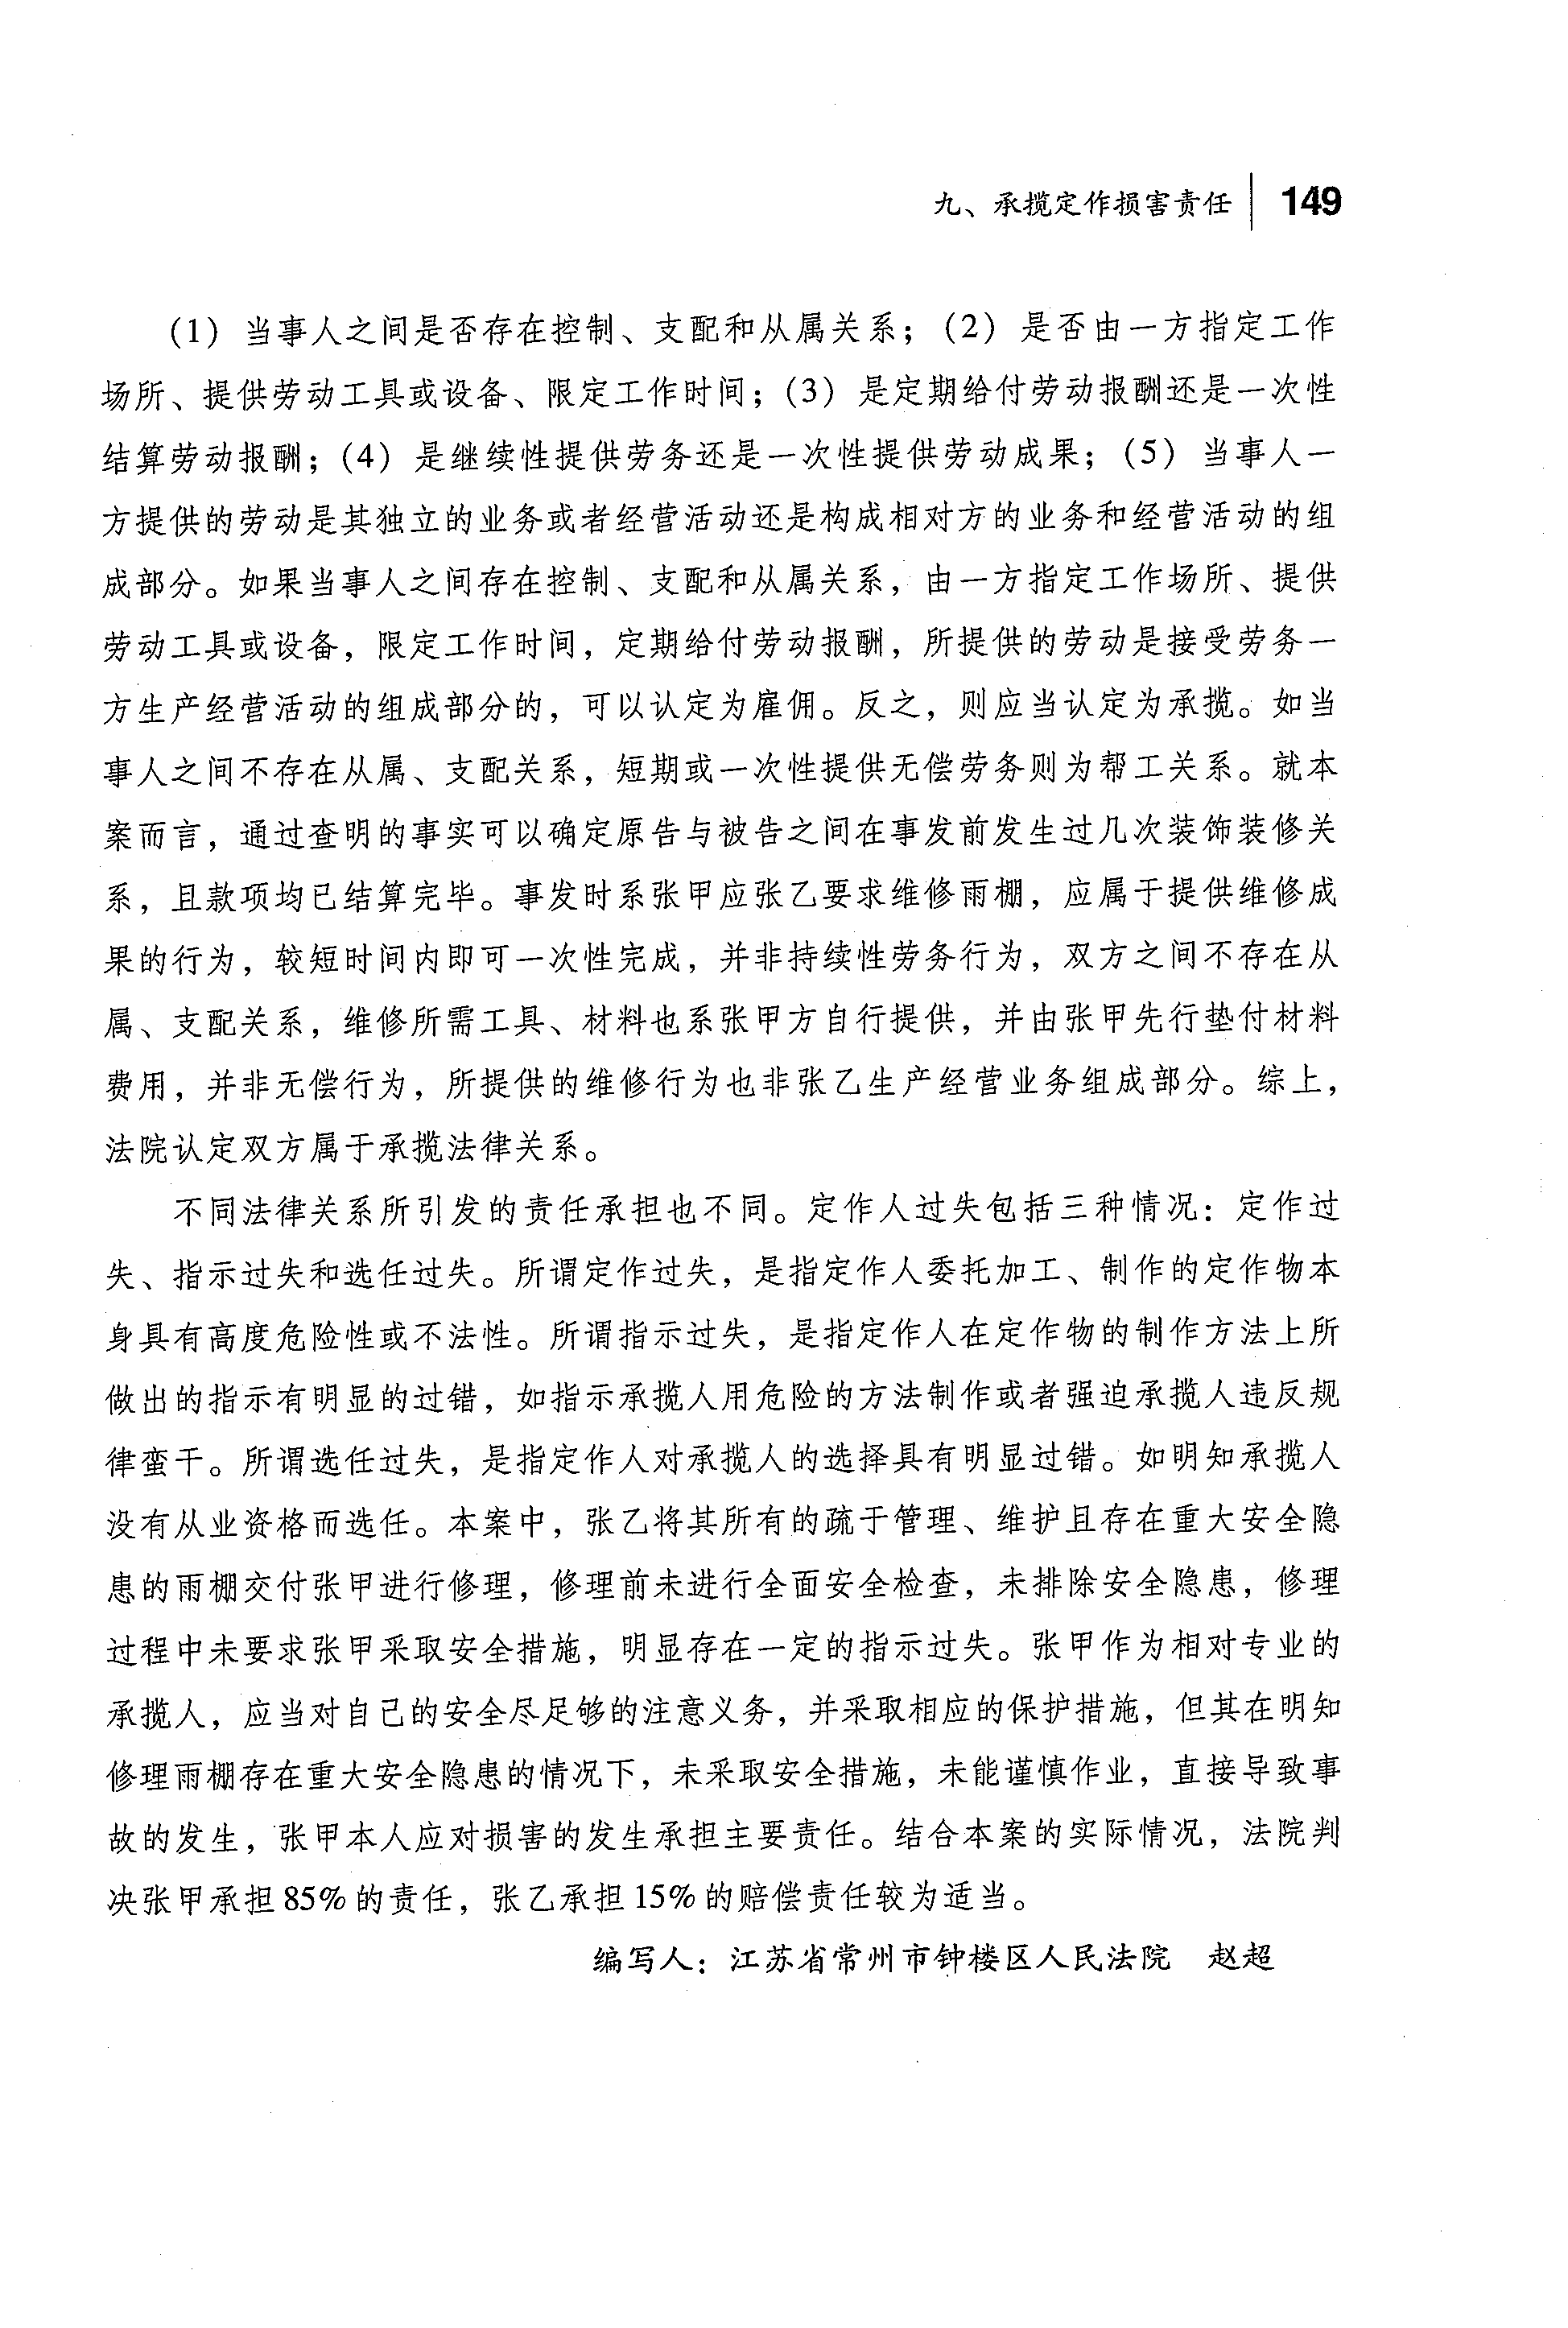 九、承揽定作损害责任 149
(1) 当事人之间是否存在控制、支配和从属关系；(2) 是否由一方指定工作
场所、提供劳动工具或设备、限定工作时间；(3) 是定期给付劳动报酬还是一次性
结算劳动报酬；(4) 是继续性提供劳务还是一次性提供劳动成果；(5) 当事人一
方提供的劳动是其独立的业务或者经营活动还是构成相对方的业务和经营活动的组
成部分。如果当事人之间存在控制、支配和从属关系，由一方指定工作场所、提供
劳动工具或设备，限定工作时间，定期给付劳动报酬，所提供的劳动是接受劳务一
方生产经营活动的组成部分的，可以认定为雇佣。反之，则应当认定为承揽。如当
事人之间不存在从属、支配关系，短期或一次性提供无偿劳务则为帮工关系。就本
案而言，通过查明的事实可以确定原告与被告之间在事发前发生过几次装饰装修关
系，且款项均已结算完毕。事发时系张甲应张乙要求维修雨棚，应属于提供维修成
果的行为，较短时间内即可一次性完成，并非持续性劳务行为，双方之间不存在从
属、支配关系，维修所需工具、材料也系张甲方自行提供，并由张甲先行垫付材料
费用，并非无偿行为，所提供的维修行为也非张乙生产经营业务组成部分。综上，
法院认定双方属于承揽法律关系。
不同法律关系所引发的责任承担也不同。定作人过失包括三种情况：定作过
失、指示过失和选任过失。所谓定作过失，是指定作人委托加工、制作的定作物本
身具有高度危险性或不法性。所谓指示过失，是指定作人在定作物的制作方法上所
做出的指示有明显的过错，如指示承揽人用危险的方法制作或者强迫承揽人违反规
律蛮干。所谓选任过失，是指定作人对承揽人的选择具有明显过错。如明知承揽人
没有从业资格而选任。本案中，张乙将其所有的疏于管理、维护且存在重大安全隐
患的雨棚交付张甲进行修理，修理前未进行全面安全检查，未排除安全隐患，修理
过程中未要求张甲采取安全措施，明显存在一定的指示过失。张甲作为相对专业的
承揽人，应当对自己的安全尽足够的注意义务，并采取相应的保护措施，但其在明知
修理雨棚存在重大安全隐患的情况下，未采取安全措施，未能谨慎作业，直接导致事
故的发生，张甲本人应对损害的发生承担主要责任。结合本案的实际情况，法院判
决张甲承担 85% 的责任，张乙承担 15% 的赔偿责任较为适当。
编写人：江苏省常州市钟楼区人民法院 赵超